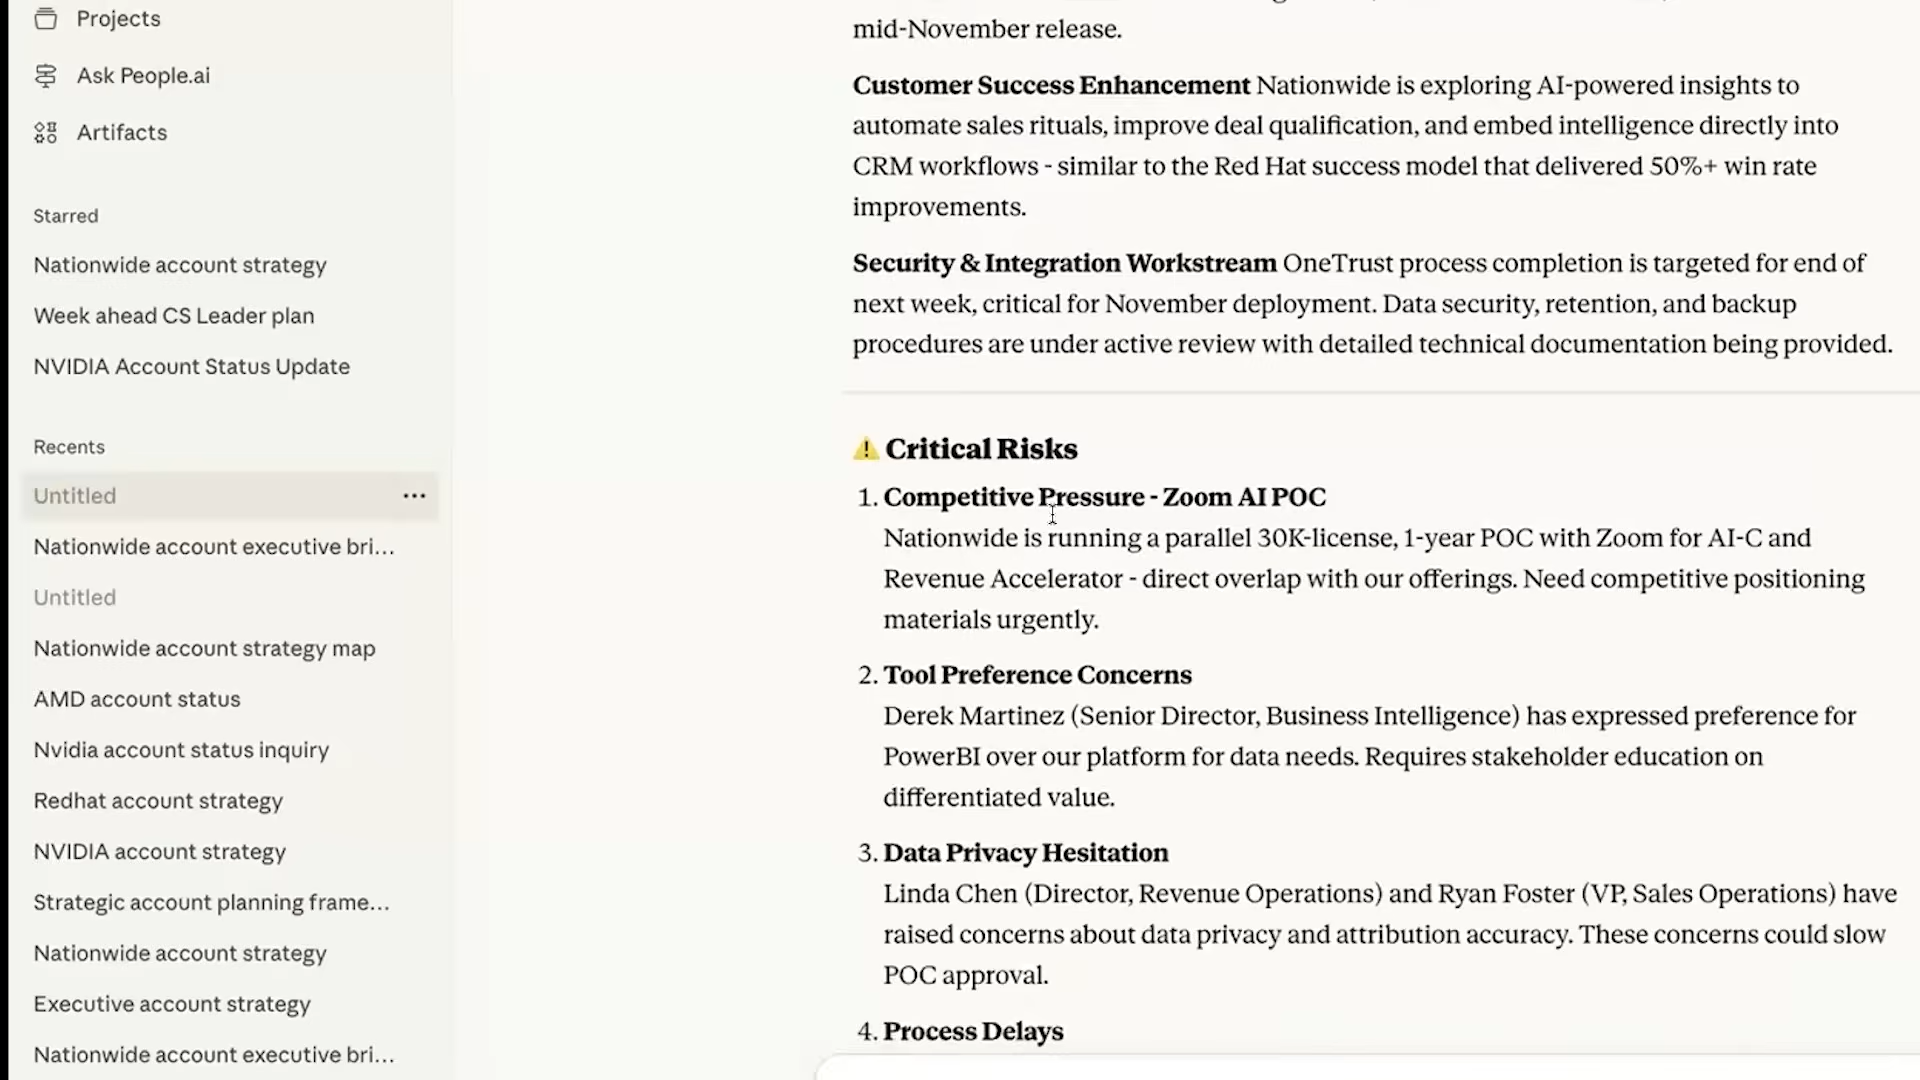 Projects
Ask People.ai
Artifacts
Starred
Nationwide account strategy
Week ahead CS Leader plan
NVIDIA Account Status Update
Recents
Untitled
Nationwide account executive bri...
Untitled
Nationwide account strategy map
AMD account status
Nvidia account status inquiry
Redhat account strategy
NVIDIA account strategy
Strategic account planning frame...
Nationwide account strategy
Executive account strategy
Nationwide account executive bri...
mid-November release.
Customer Success Enhancement Nationwide is exploring AI-powered insights to
automate sales rituals, improve deal qualification, and embed intelligence directly into
CRM workflows - similar to the Red Hat success model that delivered 50%+ win rate
improvements.
Security & Integration Workstream OneTrust process completion is targeted for end of
next week, critical for November deployment. Data security, retention, and backup
procedures are under active review with detailed technical documentation being provided.
⚠️ Critical Risks
1. Competitive Pressure - Zoom AI POC
Nationwide is running a parallel 30K-license, 1-year POC with Zoom for AI-C and
Revenue Accelerator - direct overlap with our offerings. Need competitive positioning
materials urgently.
2. Tool Preference Concerns
Derek Martinez (Senior Director, Business Intelligence) has expressed preference for
PowerBI over our platform for data needs. Requires stakeholder education on
differentiated value.
3. Data Privacy Hesitation
Linda Chen (Director, Revenue Operations) and Ryan Foster (VP, Sales Operations) have
raised concerns about data privacy and attribution accuracy. These concerns could slow
POC approval.
4. Process Delays